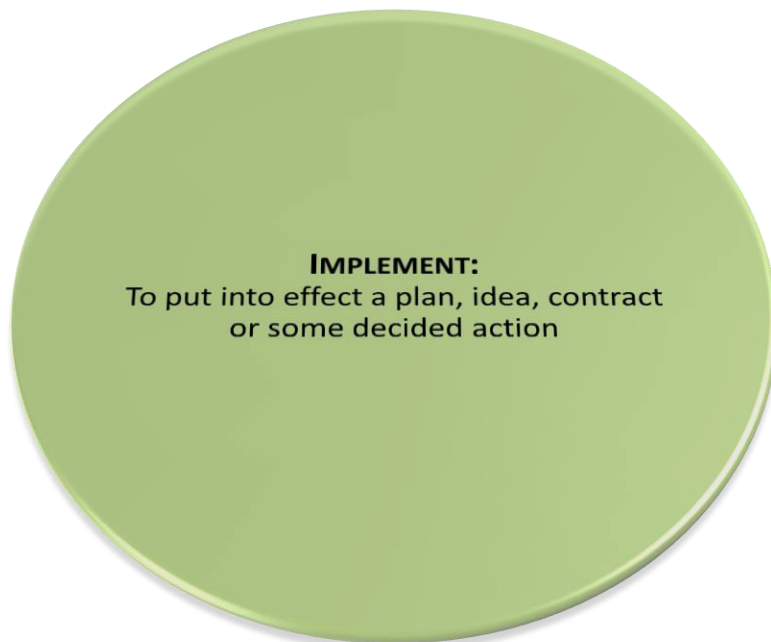 IMPLEMENT:
To put into effect a plan, idea, contract
or some decided action